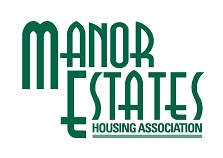 MANOR
ESTATES
HOUSING ASSOCIATION